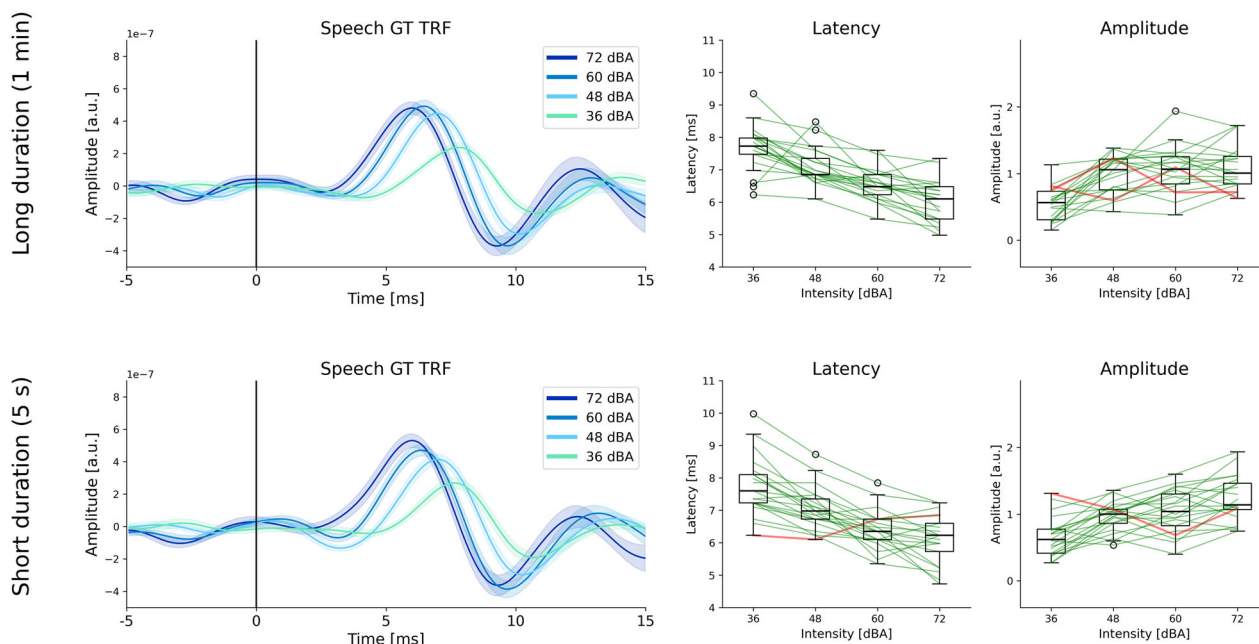 Long duration (1 min)
Speech GT TRF
1e−7
Amplitude [a.u.]
8
6
4
2
0
−2
−4
72 dBA
60 dBA
48 dBA
36 dBA
-5
0
5
10
15
Time [ms]
Latency
Latency [ms]
11
10
9
8
7
6
5
4
36
48
60
72
Intensity [dBA]
Amplitude
Amplitude [a.u.]
2
1
0
36
48
60
72
Intensity [dBA]
Short duration (5 s)
Speech GT TRF
1e−7
Amplitude [a.u.]
8
6
4
2
0
−2
−4
72 dBA
60 dBA
48 dBA
36 dBA
-5
0
5
10
15
Time [ms]
Latency
Latency [ms]
11
10
9
8
7
6
5
4
36
48
60
72
Intensity [dBA]
Amplitude
Amplitude [a.u.]
2
1
0
36
48
60
72
Intensity [dBA]